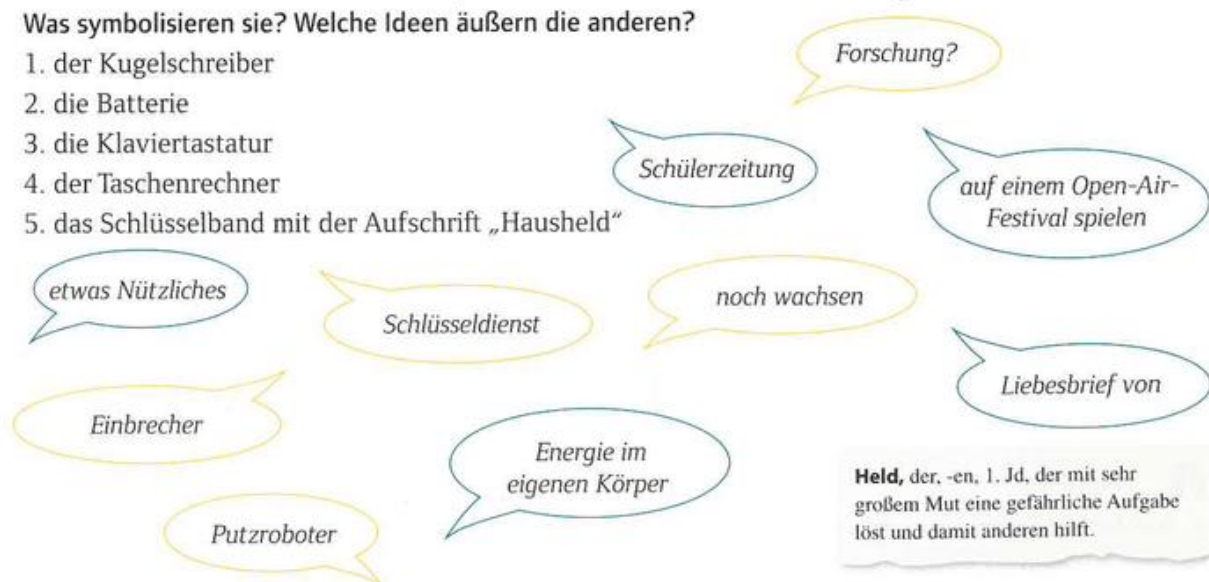 Was symbolisieren sie? Welche Ideen äußern die anderen?
1. der Kugelschreiber
2. die Batterie
3. die Klaviertastatur
4. der Taschenrechner
5. das Schlüsselband mit der Aufschrift „Hausheld“
Forschung?
Schülerzeitung
auf einem Open-Air-
Festival spielen
etwas Nützliches
Schlüsseldienst
noch wachsen
Liebesbrief von
Einbrecher
Energie im
eigenen Körper
Putzroboter
Held, der, -en, 1. Jd, der mit sehr
großem Mut eine gefährliche Aufgabe
löst und damit anderen hilft.